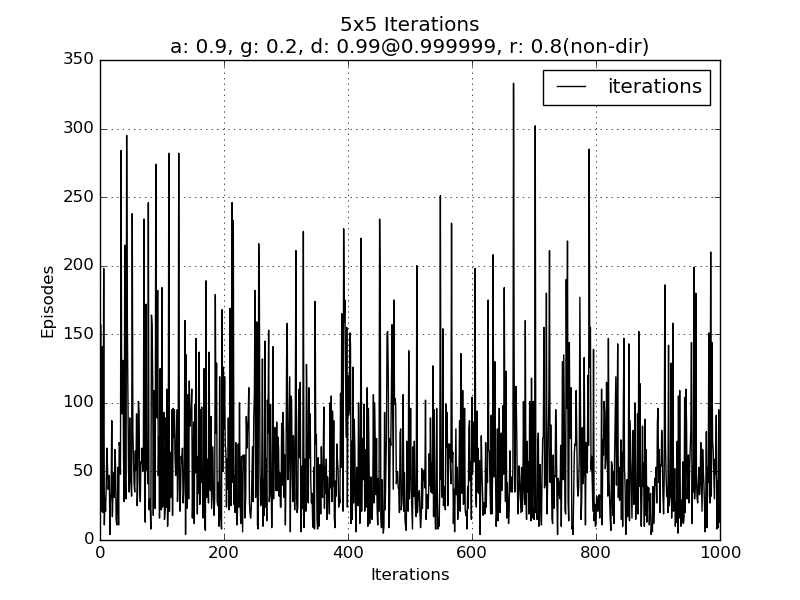 5x5 Iterations
a: 0.9, g: 0.2, d: 0.99@0.999999, r: 0.8(non-dir)
350
iterations
300
250
200
Episodes
150
100
50
0
0 200 400 600 800 1000
Iterations